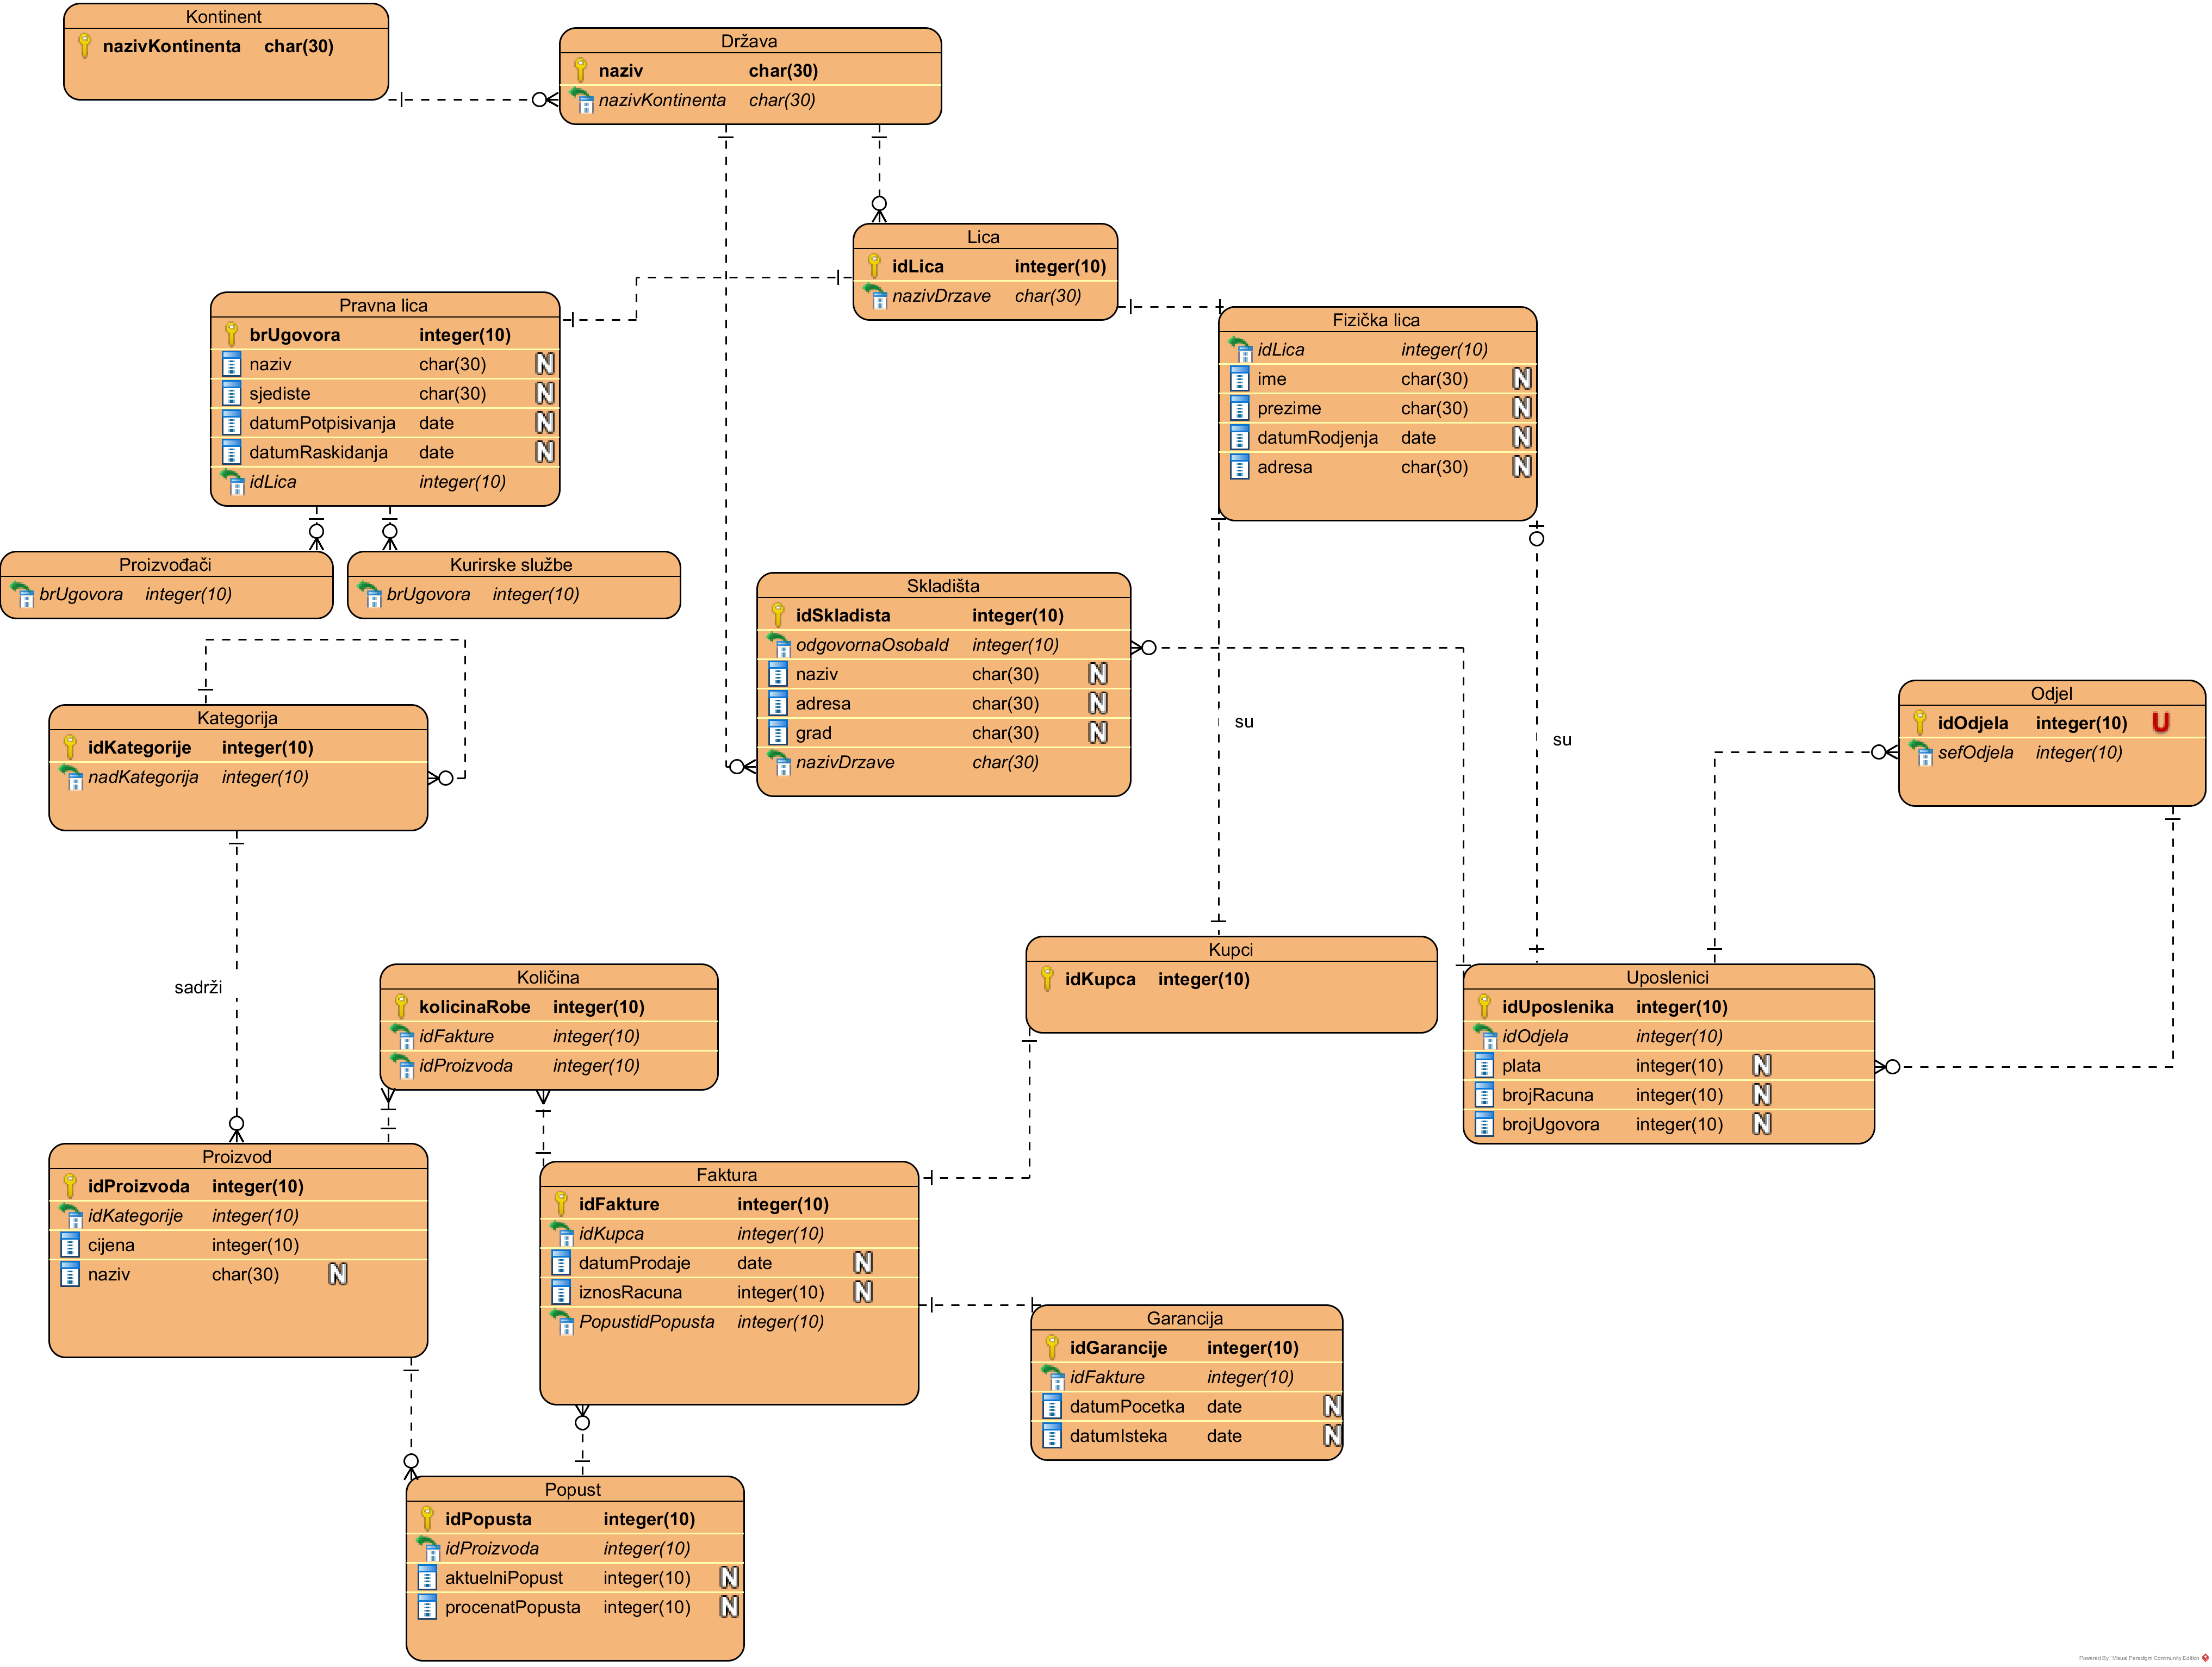 Kontinent
nazivKontinenta char(30)
Država
naziv char(30)
nazivKontinenta char(30)
Lica
idLica integer(10)
nazivDrzave char(30)
Pravna lica
brUgovora integer(10)
naziv char(30) N
sjediste char(30) N
datumPotpisivanja date N
datumRaskidanja date N
idLica integer(10)
Fizička lica
idLica integer(10)
ime char(30) N
prezime char(30) N
datumRodjenja date N
adresa char(30) N
Proizvođači
brUgovora integer(10)
Kurirske službe
brUgovora integer(10)
Skladišta
idSkladista integer(10)
odgovornaOsobaId integer(10)
naziv char(30) N
adresa char(30) N
grad char(30) N
nazivDrzave char(30)
su
su
Odjel
idOdjela integer(10) U
sefOdjela integer(10)
Kategorija
idKategorije integer(10)
nadKategorija integer(10)
sadrži
Količina
kolicinaRobe integer(10)
idFakture integer(10)
idProizvoda integer(10)
Kupci
idKupca integer(10)
Uposlenici
idUposlenika integer(10)
idOdjela integer(10)
plata integer(10) N
brojRacuna integer(10) N
brojUgovora integer(10) N
Proizvod
idProizvoda integer(10)
idKategorije integer(10)
cijena integer(10)
naziv char(30) N
Faktura
idFakture integer(10)
idKupca integer(10)
datumProdaje date N
iznosRacuna integer(10) N
PopustidPopusta integer(10)
Garancija
idGarancije integer(10)
idFakture integer(10)
datumPocetka date N
datumIsteka date N
Popust
idPopusta integer(10)
idProizvoda integer(10)
aktuelniPopust integer(10) N
procenatPopusta integer(10) N
Powered By Visual Paradigm Community Edition